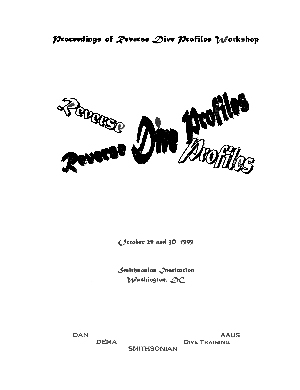 Proceedings of Reverse Dive Profiles Workshop
Reverse Dive Profiles
Reverse Profiles
October 29 and 30, 1999
Smithsonian Institution
Washington, DC
DAN AAUS
DEMA Dive Training
SMITHSONIAN